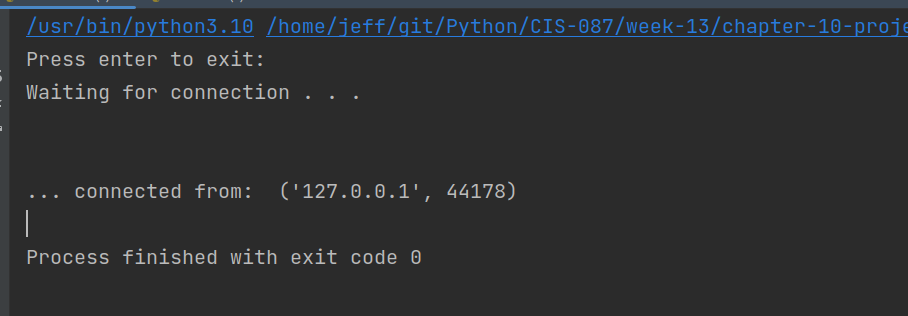 /usr/bin/python3.10 /home/jeff/git/Python/CIS-087/week-13/chapter-10-proje
Press enter to exit:
Waiting for connection . . .
... connected from:  ('127.0.0.1', 44178)
Process finished with exit code 0